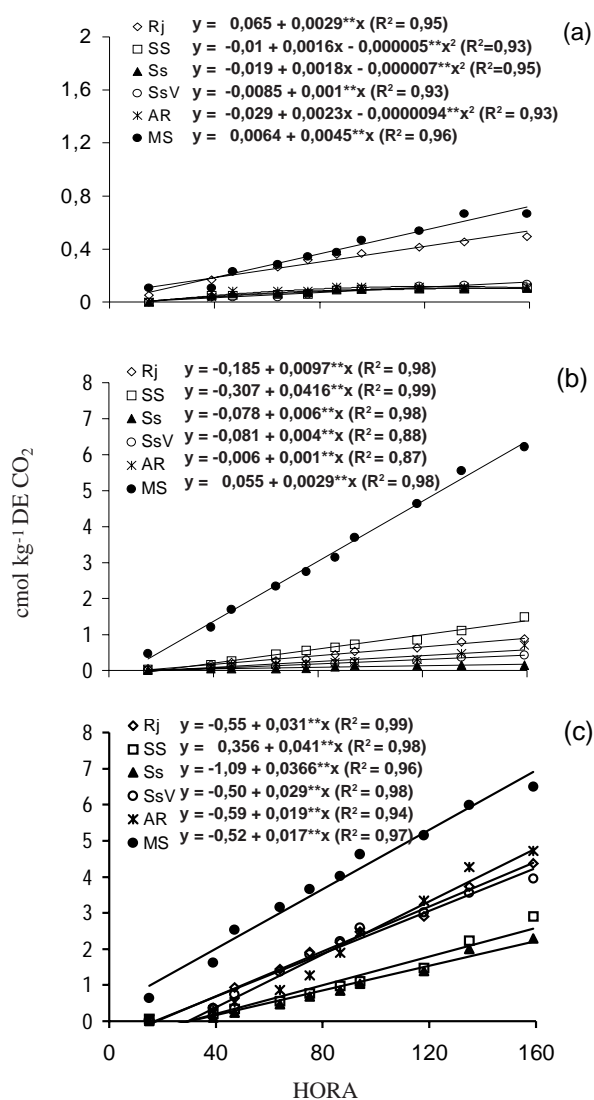 (a)
Rj y = 0,065 + 0,0029**x (R² = 0,95)
SS y = -0,01 + 0,0016x - 0,000005**x² (R²=0,93)
Ss y = -0,019 + 0,0018x - 0,000007**x² (R²=0,95)
SsV y = -0,0085 + 0,001**x (R² = 0,93)
AR y = -0,029 + 0,0023x - 0,0000094**x² (R² = 0,93)
MS y = 0,0064 + 0,0045**x (R² = 0,96)
2
1,6
1,2
0,8
0,4
0
(b)
Rj y = -0,185 + 0,0097**x (R² = 0,98)
SS y = -0,307 + 0,0416**x (R² = 0,99)
Ss y = -0,078 + 0,006**x (R² = 0,98)
SsV y = -0,081 + 0,004**x (R² = 0,88)
AR y = -0,006 + 0,001**x (R² = 0,87)
MS y = 0,055 + 0,0029**x (R² = 0,98)
8
7
6
5
4
3
2
1
0
cmol kg⁻¹ DE CO₂
(c)
Rj y = -0,55 + 0,031**x (R² = 0,99)
SS y = 0,356 + 0,041**x (R² = 0,98)
Ss y = -1,09 + 0,0366**x (R² = 0,96)
SsV y = -0,50 + 0,029**x (R² = 0,98)
AR y = -0,59 + 0,019**x (R² = 0,94)
MS y = -0,52 + 0,017**x (R² = 0,97)
8
7
6
5
4
3
2
1
0
0 40 80 120 160
HORA